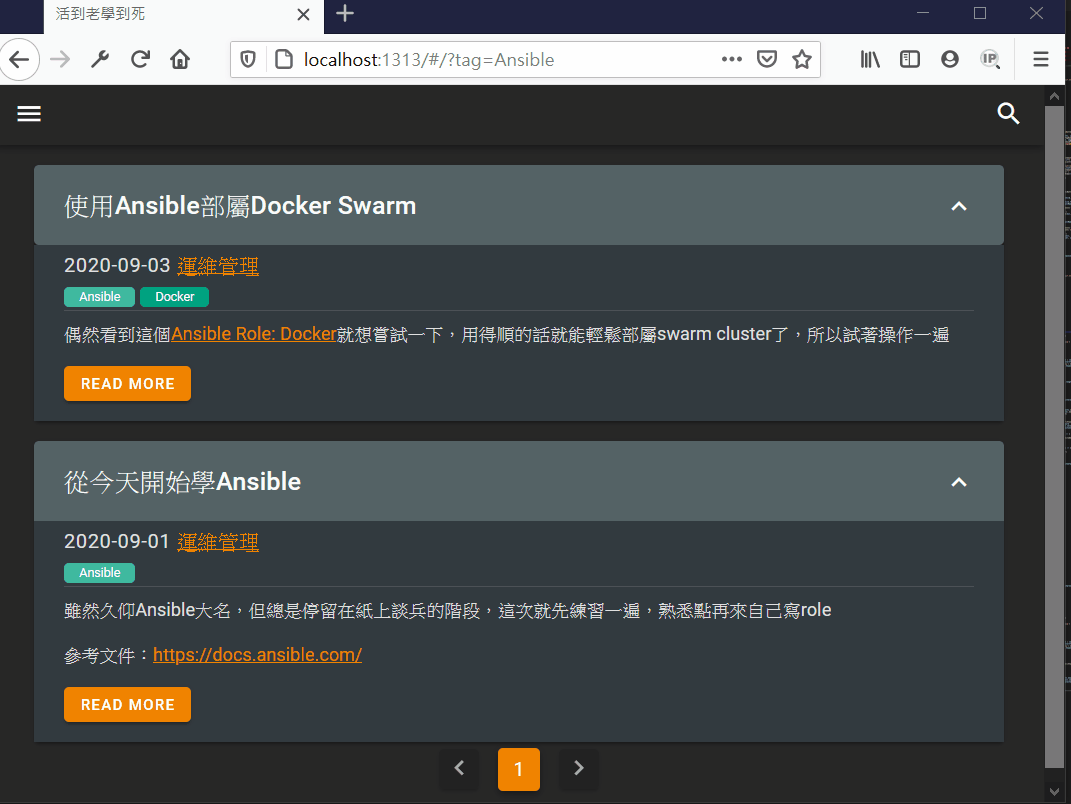 活到老學到死
localhost:1313/#/?tag=Ansible
IP
使用Ansible部屬Docker Swarm
2020-09-03 運維管理
Ansible Docker
偶然看到這個Ansible Role: Docker就想嘗試一下，用得順的話就能輕鬆部屬swarm cluster了，所以試著操作一遍
READ MORE
從今天開始學Ansible
2020-09-01 運維管理
Ansible
雖然久仰Ansible大名，但總是停留在紙上談兵的階段，這次就先練習一遍，熟悉點再來自己寫role
參考文件：https://docs.ansible.com/
READ MORE
1